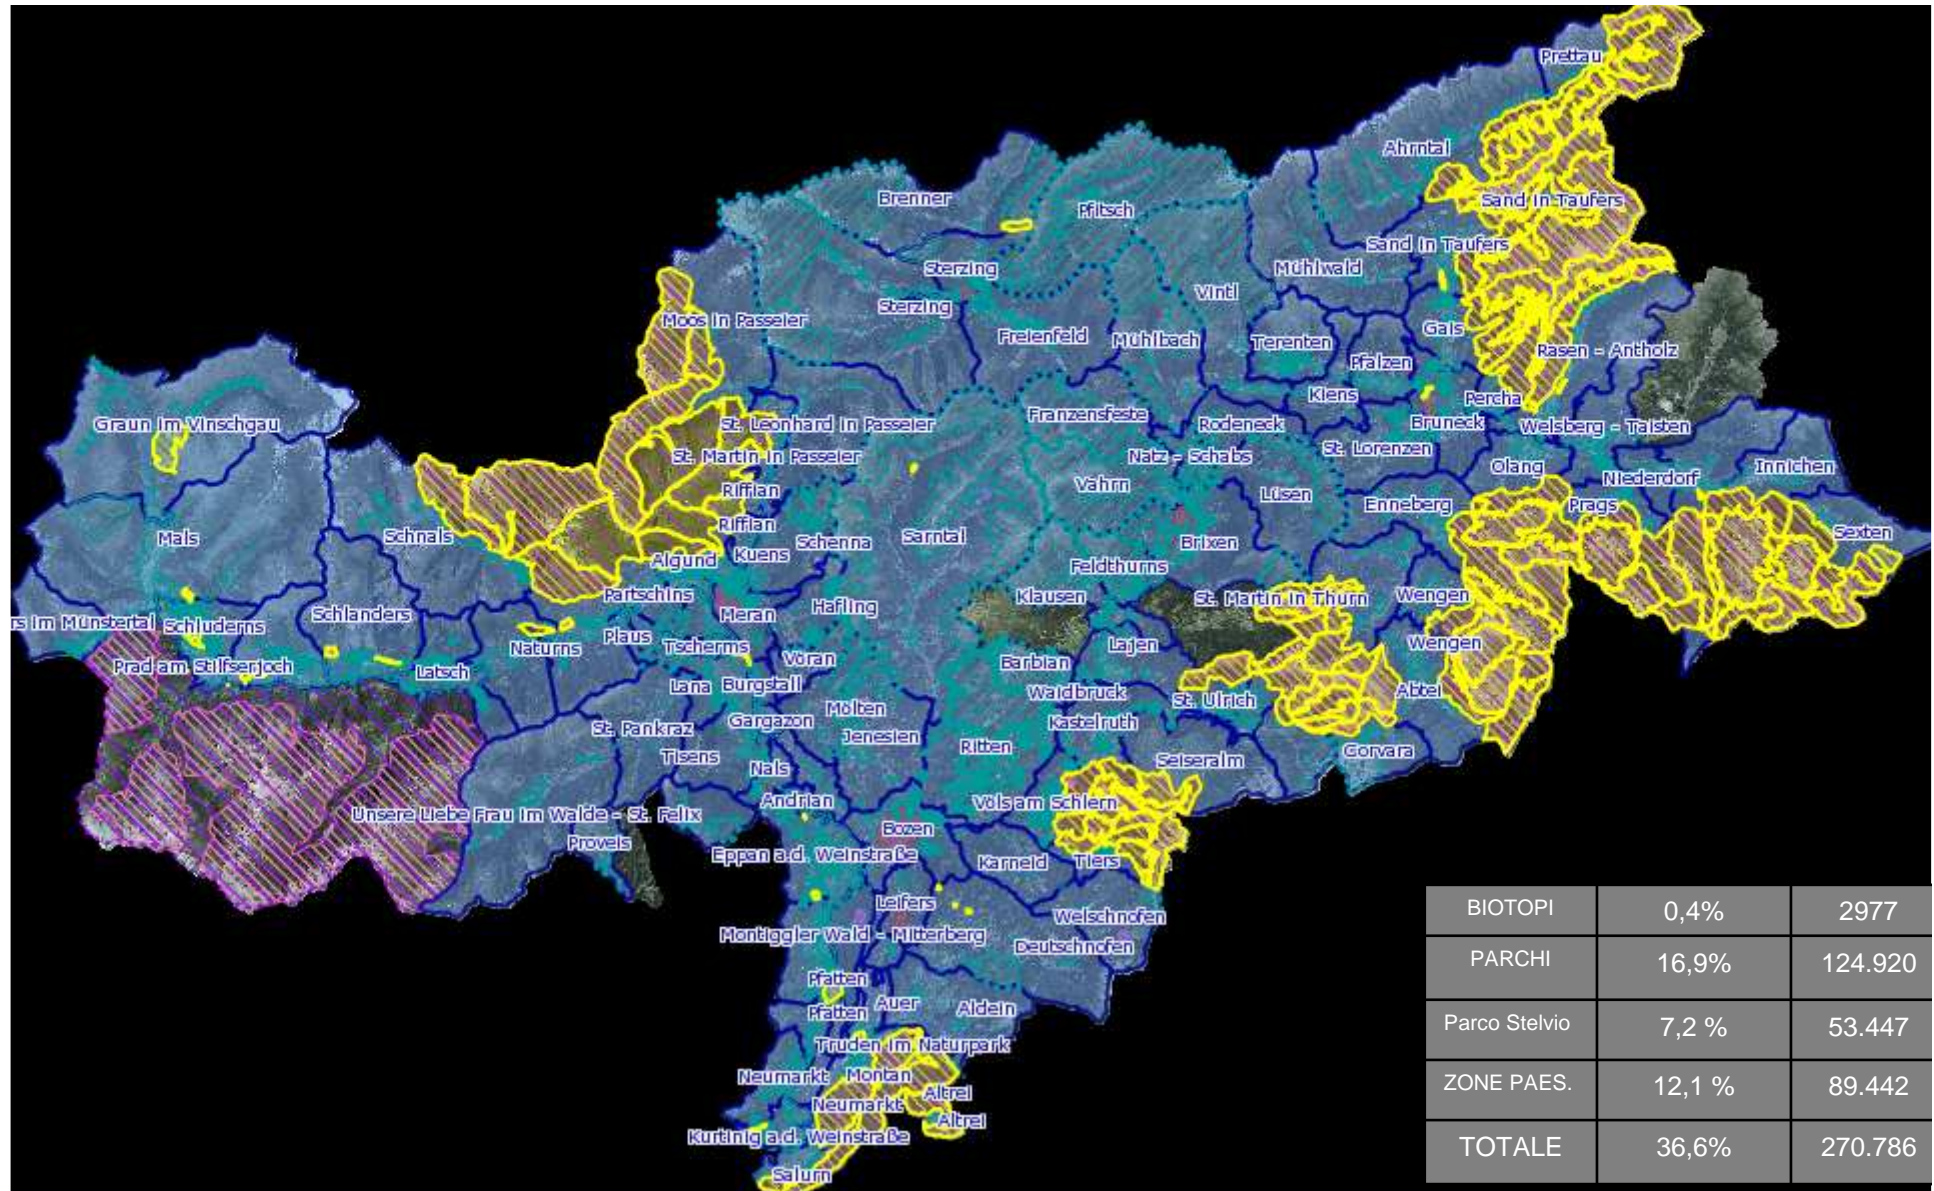 Prettau
Ahrntal
Brenner
Pfitsch
Sand in Taufers
Sand in Taufers
Sterzing
Mühlwald
Vintl
Sterzing
Moos in Passeier
Freienfeld
Mühlbach
Terenten
Gais
Pfalzen
Rasen - Antholz
Kiens
Percha
Graun im Vinschgau
St. Leonhard in Passeier
Franzensfeste
Rodeneck
Bruneck
Welsberg - Taisten
St. Martin in Passeier
Natz - Schabs
St. Lorenzen
Olang
Innichen
Niederdorf
Riffian
Vahrn
Lüsen
Enneberg
Prags
Riffian
Mals
Schnals
Kuens
Schenna
Sarntal
Brixen
Sexten
Algund
Feldthurns
Partschins
Klausen
St. Martin in Thurn
Wengen
rs im Münstertal
Schluderns
Schlanders
Meran
Hafling
Plaus
Tscherms
Naturns
Lajen
Wengen
Prad am Stilfserjoch
Latsch
Vöran
Barbian
Lana
Burgstall
Waidbruck
St. Ulrich
Abtei
St. Pankraz
Gargazon
Mölten
Kastelruth
Tisens
Jenesien
Ritten
Corvara
Nals
Seiseralm
Andrian
Völs am Schlern
Unsere Liebe Frau im Walde - St. Felix
Bozen
Provels
Eppan a.d. Weinstraße
Karneid
Tiers
Leifers
Welschnofen
Montiggler Wald - Mitterberg
Deutschnofen
Pfatten
Pfatten
Auer
Aldein
Truden im Naturpark
Neumarkt
Montan
Altrei
Neumarkt
Altrei
Kurtinig a.d. Weinstraße
Salurn
BIOTOPI 0,4% 2977
PARCHI 16,9% 124.920
Parco Stelvio 7,2 % 53.447
ZONE PAES. 12,1 % 89.442
TOTALE 36,6% 270.786